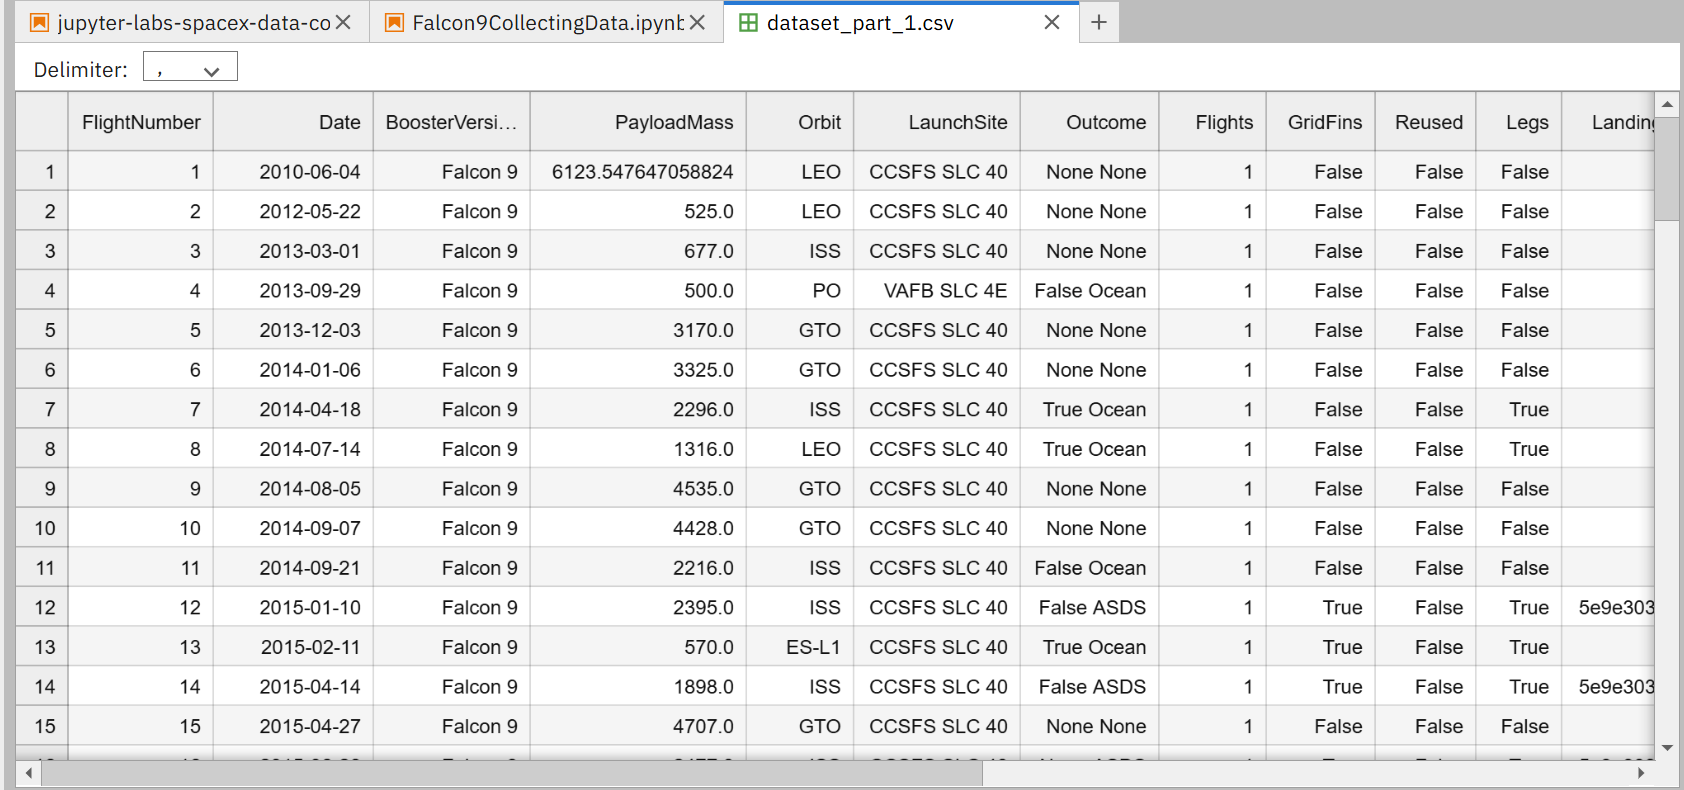 jupyter-labs-spacex-data-co Falcon9CollectingData.ipynb dataset_part_1.csv
Delimiter: ,
FlightNumber Date BoosterVersi... PayloadMass Orbit LaunchSite Outcome Flights GridFins Reused Legs Landing
1 1 2010-06-04 Falcon 9 6123.547647058824 LEO CCSFS SLC 40 None None 1 False False False
2 2 2012-05-22 Falcon 9 525.0 LEO CCSFS SLC 40 None None 1 False False False
3 3 2013-03-01 Falcon 9 677.0 ISS CCSFS SLC 40 None None 1 False False False
4 4 2013-09-29 Falcon 9 500.0 PO VAFB SLC 4E False Ocean 1 False False False
5 5 2013-12-03 Falcon 9 3170.0 GTO CCSFS SLC 40 None None 1 False False False
6 6 2014-01-06 Falcon 9 3325.0 GTO CCSFS SLC 40 None None 1 False False False
7 7 2014-04-18 Falcon 9 2296.0 ISS CCSFS SLC 40 True Ocean 1 False False True
8 8 2014-07-14 Falcon 9 1316.0 LEO CCSFS SLC 40 True Ocean 1 False False True
9 9 2014-08-05 Falcon 9 4535.0 GTO CCSFS SLC 40 None None 1 False False False
10 10 2014-09-07 Falcon 9 4428.0 GTO CCSFS SLC 40 None None 1 False False False
11 11 2014-09-21 Falcon 9 2216.0 ISS CCSFS SLC 40 False Ocean 1 False False False
12 12 2015-01-10 Falcon 9 2395.0 ISS CCSFS SLC 40 False ASDS 1 True False True 5e9e303
13 13 2015-02-11 Falcon 9 570.0 ES-L1 CCSFS SLC 40 True Ocean 1 True False True
14 14 2015-04-14 Falcon 9 1898.0 ISS CCSFS SLC 40 False ASDS 1 True False True 5e9e303
15 15 2015-04-27 Falcon 9 4707.0 GTO CCSFS SLC 40 None None 1 False False False